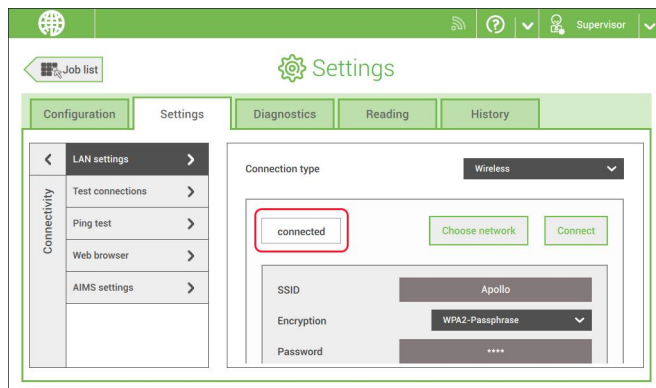 Supervisor
Job list
Settings
Configuration
Settings
Diagnostics
Reading
History
Connectivity
LAN settings
Test connections
Ping test
Web browser
AIMS settings
Connection type
Wireless
connected
Choose network
Connect
SSID
Apollo
Encryption
WPA2-Passphrase
Password
****